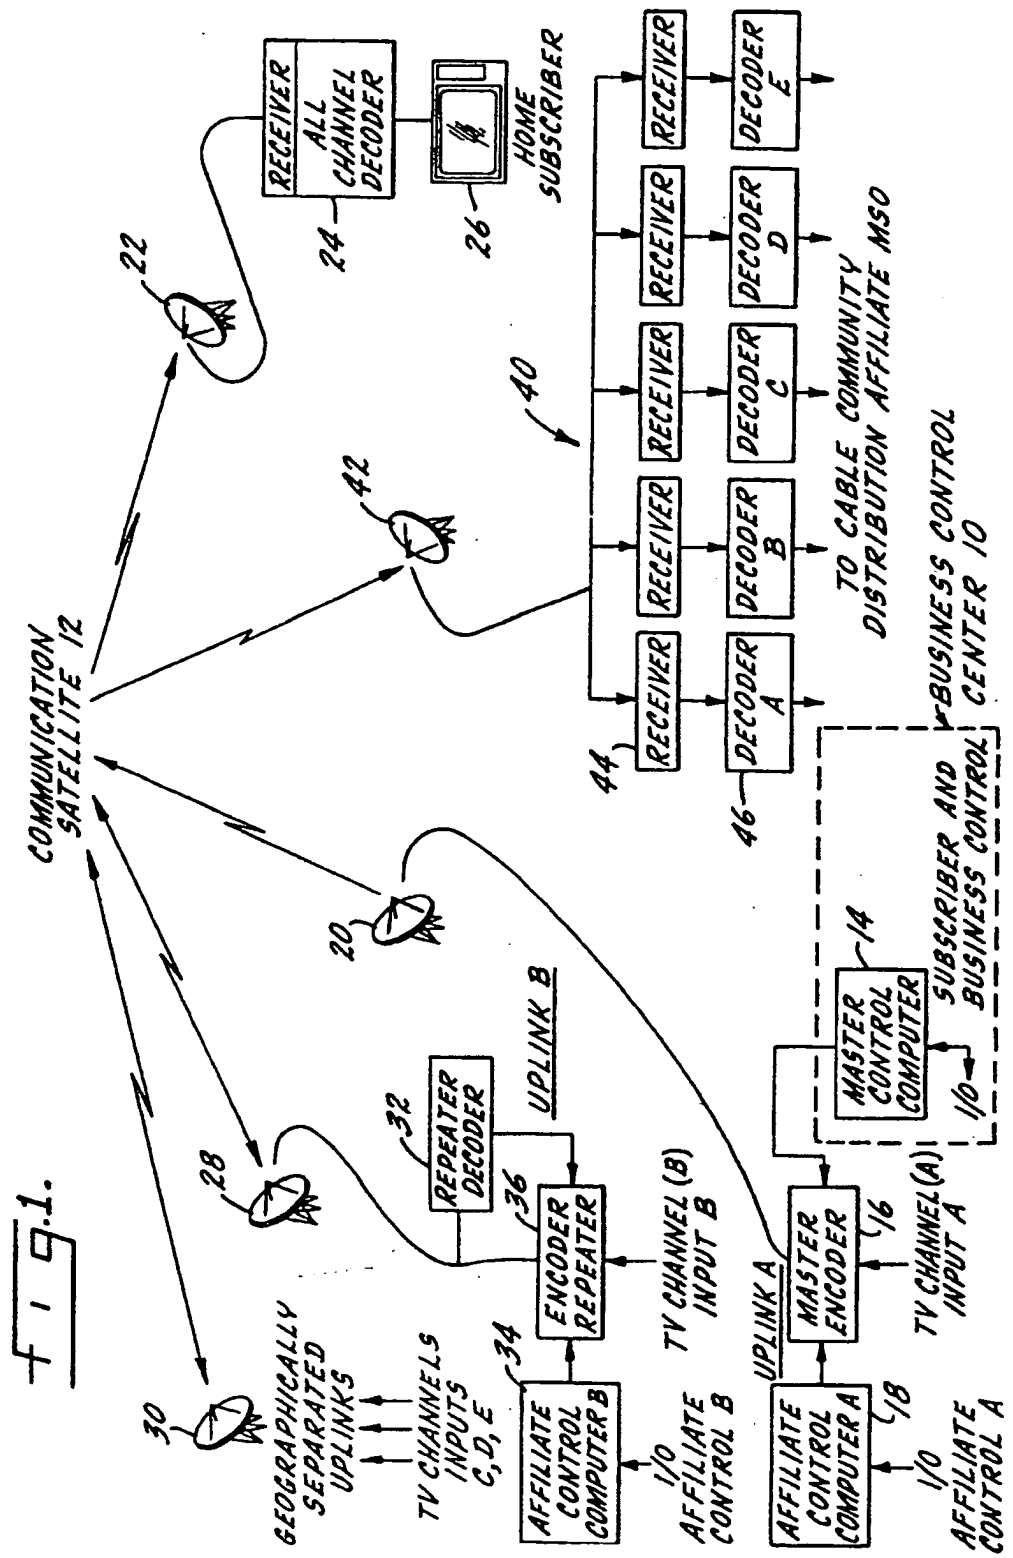 Fig.1.
COMMUNICATION
SATELLITE 12
30
28
20
42
22
GEOGRAPHICALLY
SEPARATED
UPLINKS
TV CHANNELS
INPUTS
C, D, E
32
REPEATER
DECODER
UPLINK B
34
AFFILIATE
CONTROL
COMPUTER B
36
ENCODER
REPEATER
I/O
AFFILIATE
CONTROL B
TV CHANNEL (B)
INPUT B
UPLINK A
AFFILIATE
CONTROL
COMPUTER A
18
MASTER
ENCODER
16
I/O
AFFILIATE
CONTROL A
TV CHANNEL (A)
INPUT A
MASTER
CONTROL
COMPUTER
14
I/O
SUBSCRIBER AND
BUSINESS CONTROL
BUSINESS CONTROL
CENTER 10
RECEIVER
ALL
CHANNEL
DECODER
24
26
HOME
SUBSCRIBER
40
44
RECEIVER
RECEIVER
RECEIVER
RECEIVER
RECEIVER
46
DECODER
A
DECODER
B
DECODER
C
DECODER
D
DECODER
E
TO CABLE COMMUNITY
DISTRIBUTION AFFILIATE MSO